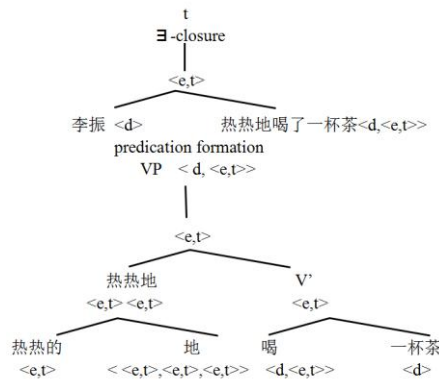 t
∃-closure
<e,t>
李振 <d> 热热地喝了一杯茶<d,<e,t>>
predication formation
VP < d, <e,t>>
<e,t>
热热地 V’
<e,t> <e,t> <e,t>
热热的 地 喝 一杯茶
<e,t> < <e,t>,<e,t>,<e,t>> <d,<e,t>> <d>